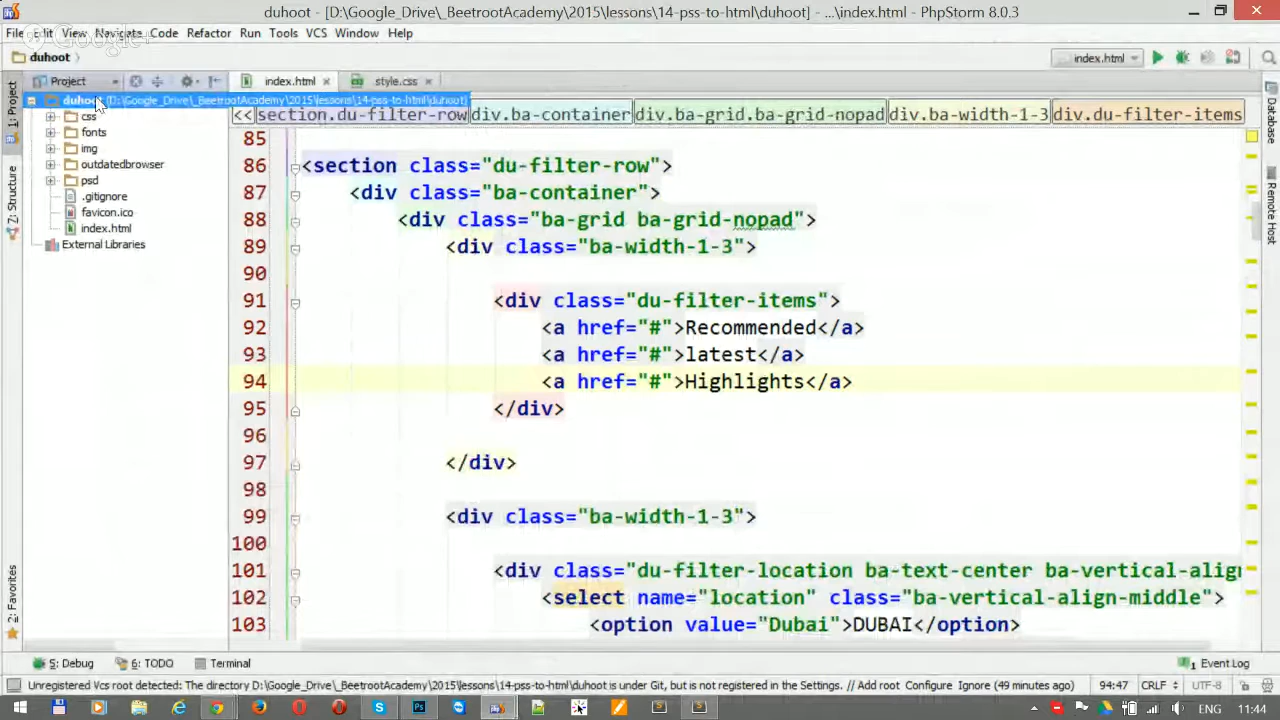 duhoot - [D:\Google_Drive\_BeetrootAcademy\2015\lessons\14-pss-to-html\duhoot] - ...\index.html - PhpStorm 8.0.3
File Edit View Navigate Code Refactor Run Tools VCS Window Help
Google+
duhoot
index.html
Project
index.html
style.css
1: Project
Z: Structure
2: Favorites
duhoot (D:\Google_Drive\_BeetrootAcademy\2015\lessons\14-pss-to-html\duhoot)
css
fonts
img
outdatedbrowser
psd
.gitignore
favicon.ico
index.html
External Libraries
<< section.du-filter-row div.ba-container div.ba-grid.ba-grid-nopad div.ba-width-1-3 div.du-filter-items
85
86 <section class="du-filter-row">
87 <div class="ba-container">
88 <div class="ba-grid ba-grid-nopad">
89 <div class="ba-width-1-3">
90
91 <div class="du-filter-items">
92 <a href="#">Recommended</a>
93 <a href="#">latest</a>
94 <a href="#">Highlights</a>
95 </div>
96
97 </div>
98
99 <div class="ba-width-1-3">
100
101 <div class="du-filter-location ba-text-center ba-vertical-alig
102 <select name="location" class="ba-vertical-align-middle">
103 <option value="Dubai">DUBAI</option>
Database
Remote Host
5: Debug
6: TODO
Terminal
1 Event Log
Unregistered Vcs root detected: The directory D:\Google_Drive\_BeetrootAcademy\2015\lessons\14-pss-to-html\duhoot is under Git, but is not registered in the Settings. // Add root Configure Ignore (49 minutes ago)
94:47 CRLF UTF-8
ENG 11:44